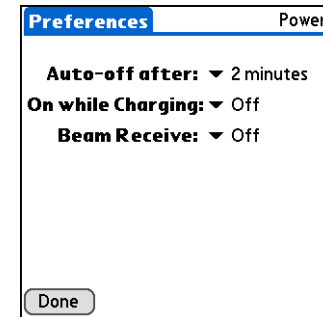 Preferences Power
Auto-off after: 2 minutes
On while Charging: Off
Beam Receive: Off
Done